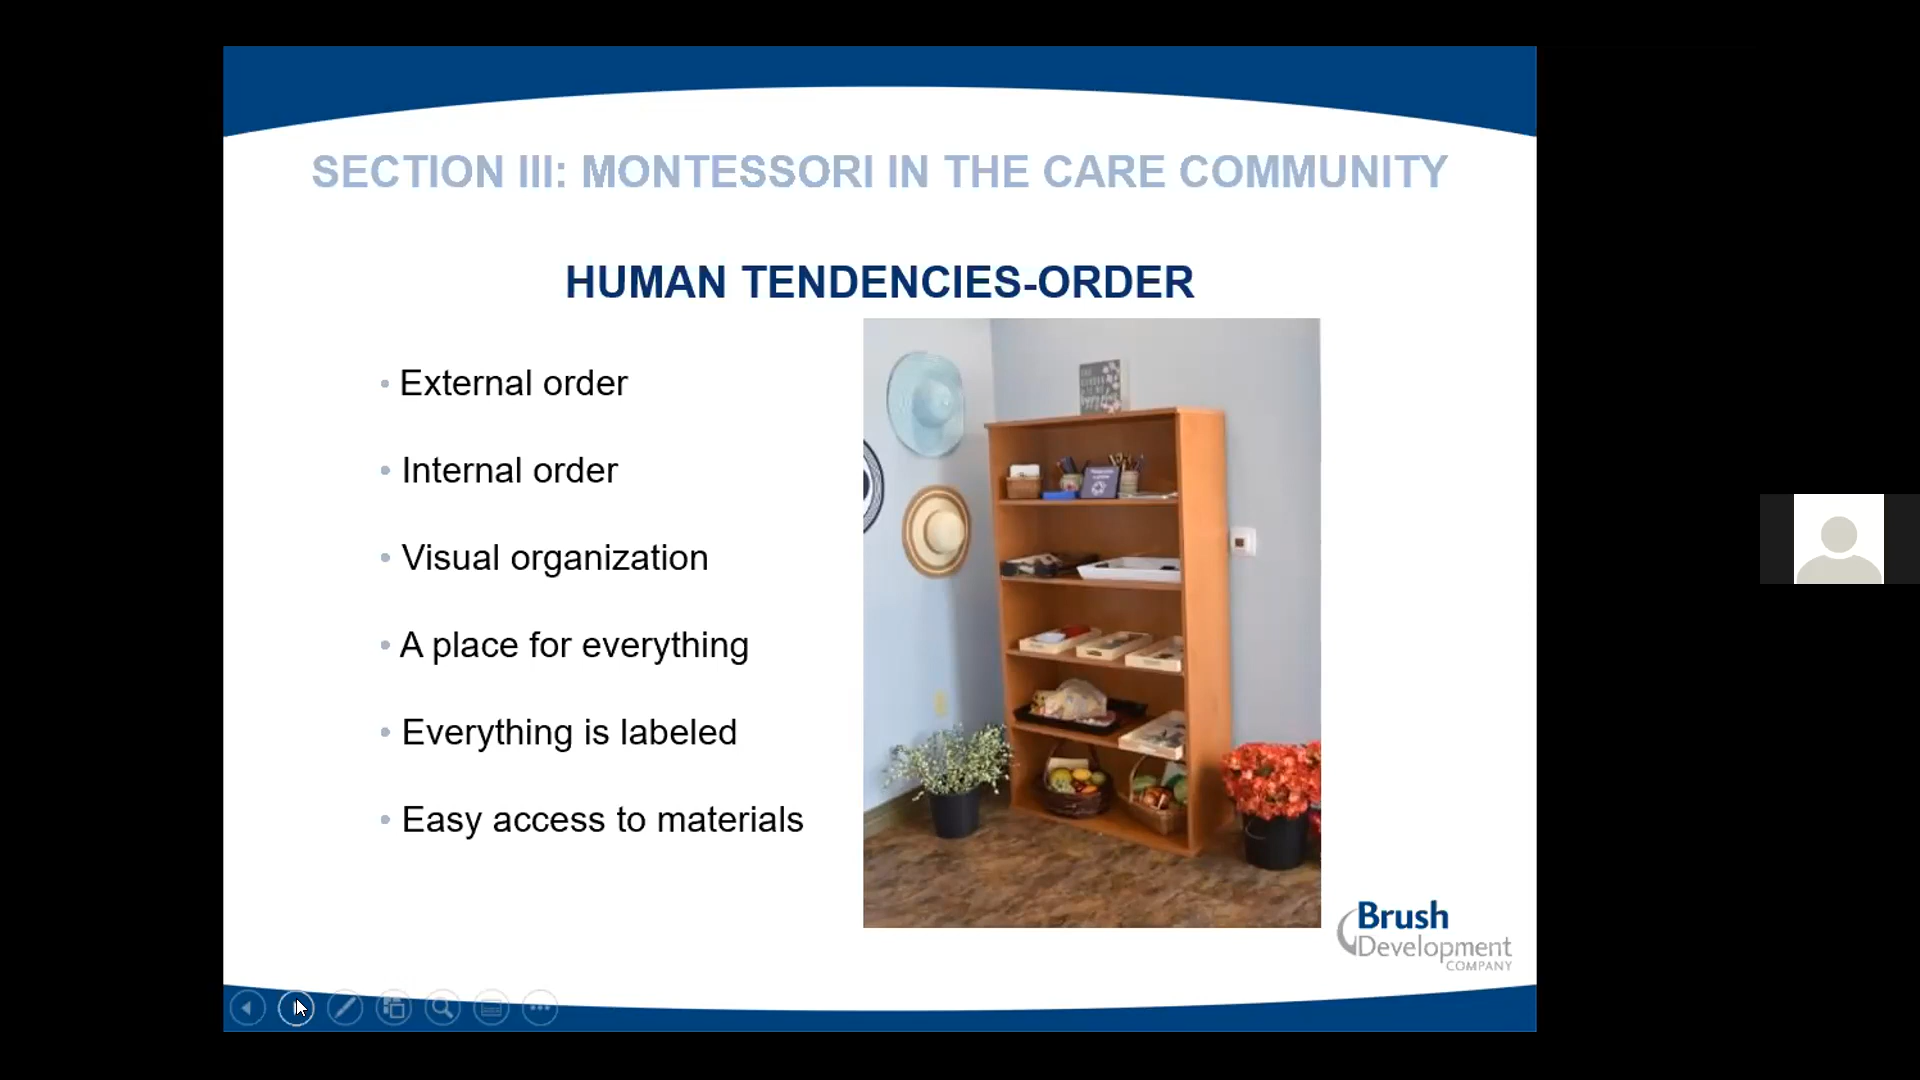 SECTION III: MONTESSORI IN THE CARE COMMUNITY
HUMAN TENDENCIES-ORDER
• External order
• Internal order
• Visual organization
• A place for everything
• Everything is labeled
• Easy access to materials
Brush
Development
COMPANY